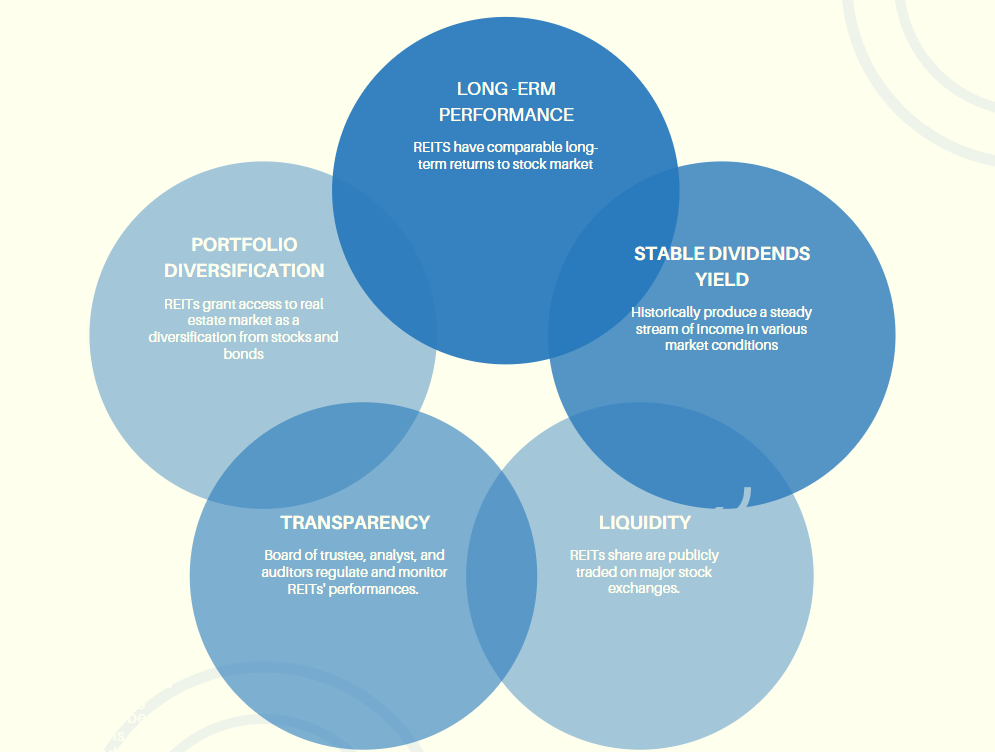 LONG -ERM
PERFORMANCE
REITS have comparable long-
term returns to stock market
PORTFOLIO
DIVERSIFICATION
REITs grant access to real
estate market as a
diversification from stocks and
bonds
STABLE DIVIDENDS
YIELD
Historically produce a steady
stream of income in various
market conditions
TRANSPARENCY
Board of trustee, analyst, and
auditors regulate and monitor
REITs' performances.
LIQUIDITY
REITs share are publicly
traded on major stock
exchanges.